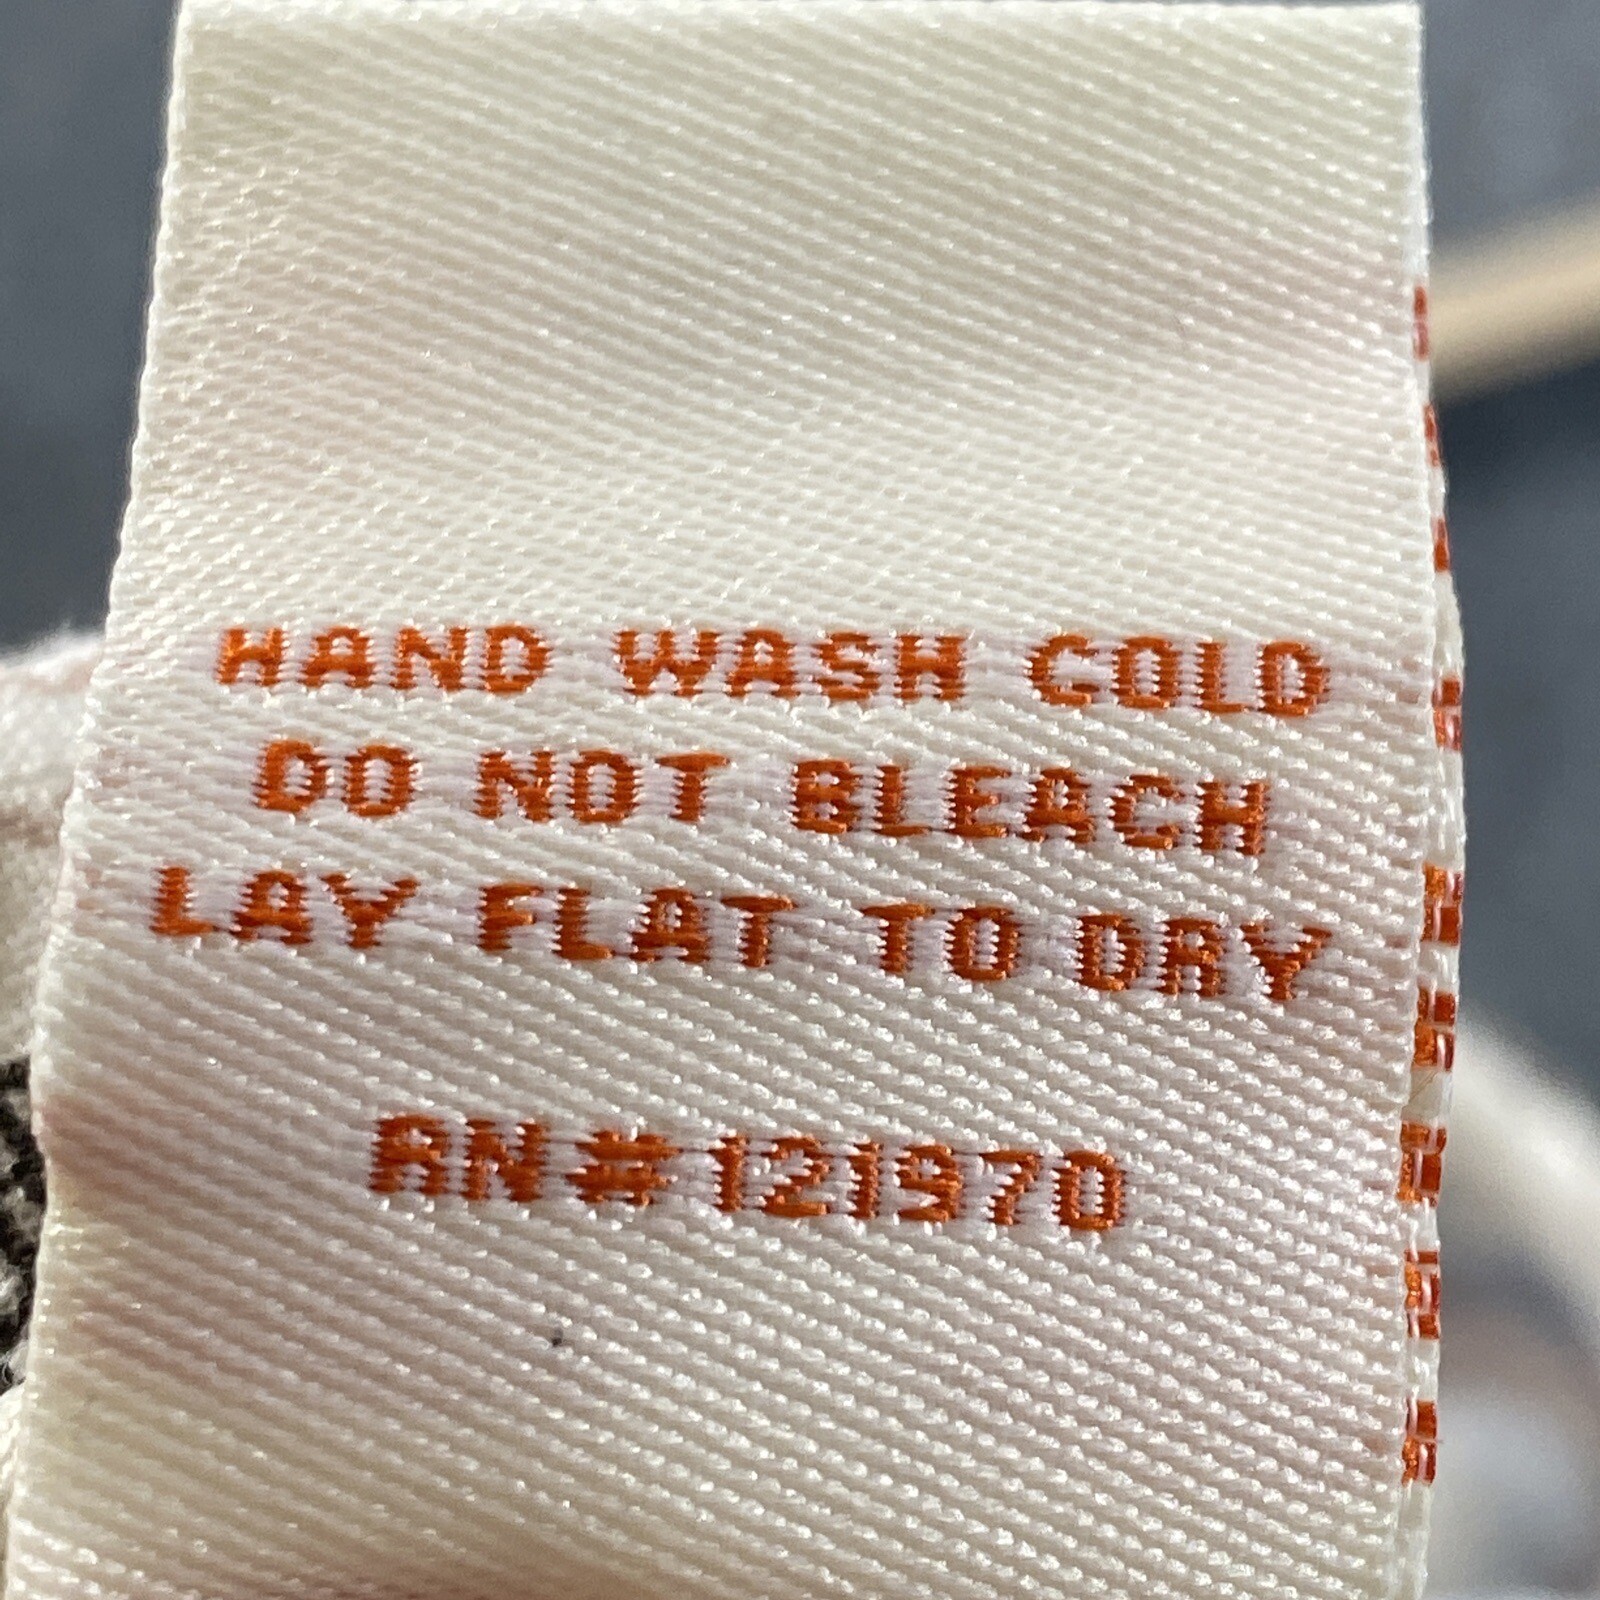 HAND WASH COLD
DO NOT BLEACH
LAY FLAT TO DRY
RN#121970